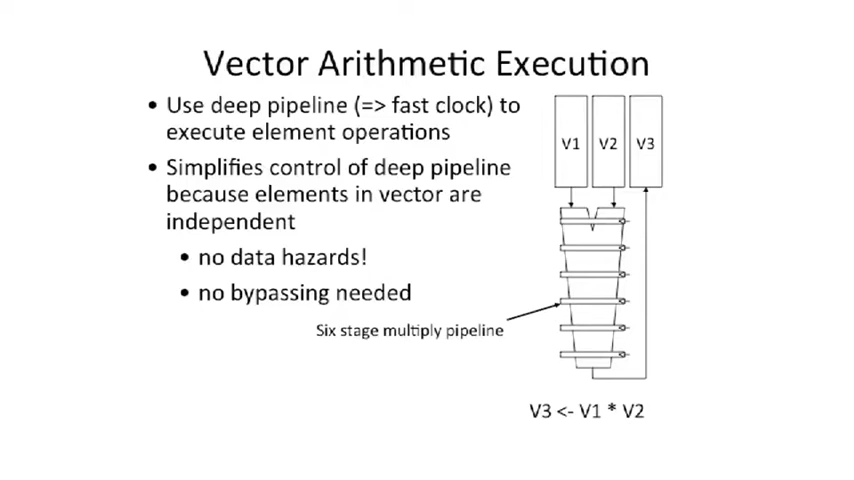 Vector Arithmetic Execution
• Use deep pipeline (=> fast clock) to
execute element operations
• Simplifies control of deep pipeline
because elements in vector are
independent
• no data hazards!
• no bypassing needed
Six stage multiply pipeline
V1 V2 V3
V3 <- V1 * V2